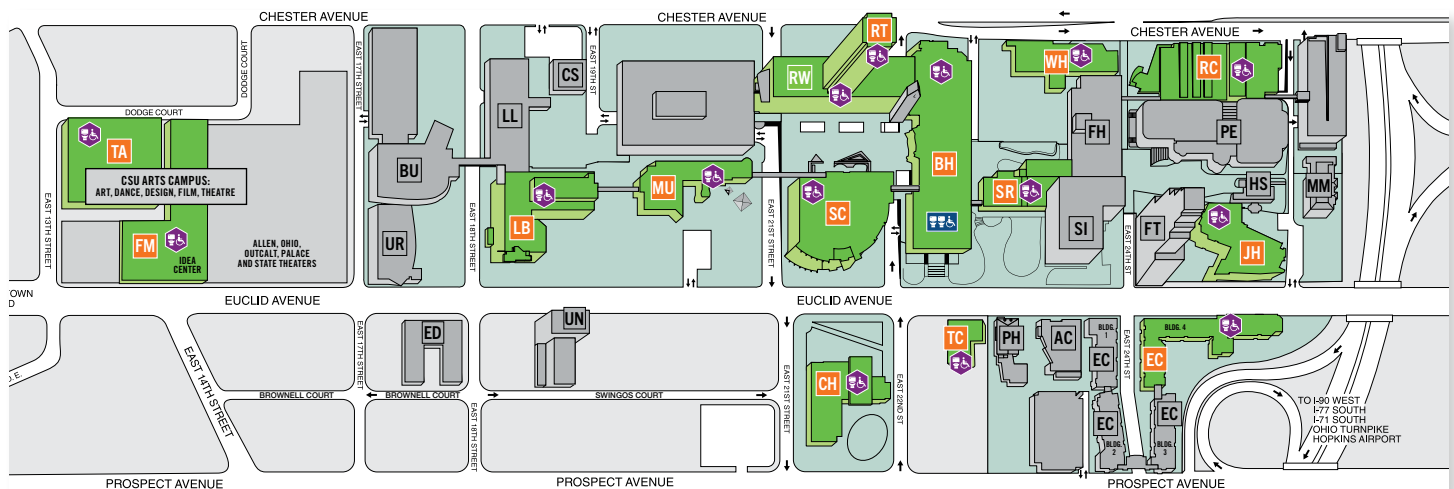 CHESTER AVENUE
CHESTER AVENUE
CHESTER AVENUE
DODGE COURT
EAST 17TH STREET
EAST 19TH ST
DODGE COURT
EAST 13TH STREET
TA
CSU ARTS CAMPUS:
ART, DANCE, DESIGN, FILM, THEATRE
FM
IDEA
CENTER
ALLEN, OHIO,
OUTCALT, PALACE
AND STATE THEATERS
BU
UR
LL
CS
LB
EAST 18TH STREET
MU
RW
RT
SC
EAST 21ST STREET
BH
WH
FH
SR
SI
RC
PE
HS
MM
FT
JH
EAST 24TH ST
EUCLID AVENUE
EUCLID AVENUE
TOWN
D
D. E.
EAST 14TH STREET
EAST 17TH STREET
ED
UN
BROWNELL COURT
BROWNELL COURT
SWINGOS COURT
EAST 18TH STREET
EAST 21ST STREET
CH
EAST 22ND ST
TC
PH
AC
BLDG.
1
EC
EAST 24TH ST
BLDG. 4
EC
EC
BLDG.
2
EC
BLDG.
3
TO I-90 WEST
I-77 SOUTH
I-71 SOUTH
OHIO TURNPIKE
HOPKINS AIRPORT
PROSPECT AVENUE
PROSPECT AVENUE
PROSPECT AVENUE